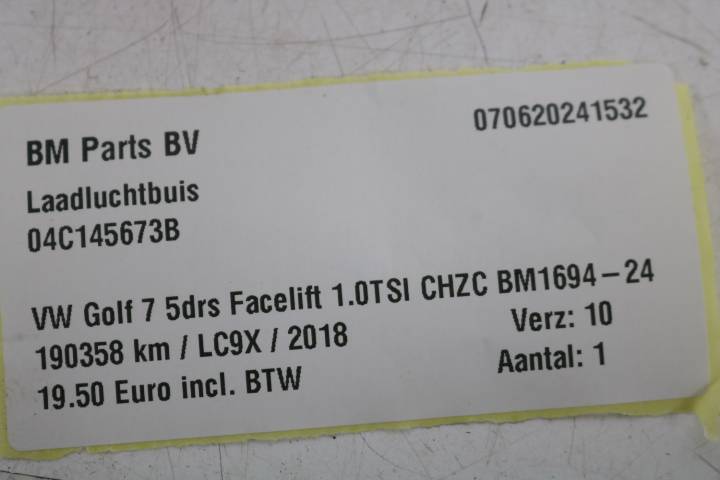 BM Parts BV 070620241532
Laadluchtbuis
04C145673B
VW Golf 7 5drs Facelift 1.0TSI CHZC BM1694-24
190358 km / LC9X / 2018 Verz: 10
19.50 Euro incl. BTW Aantal: 1